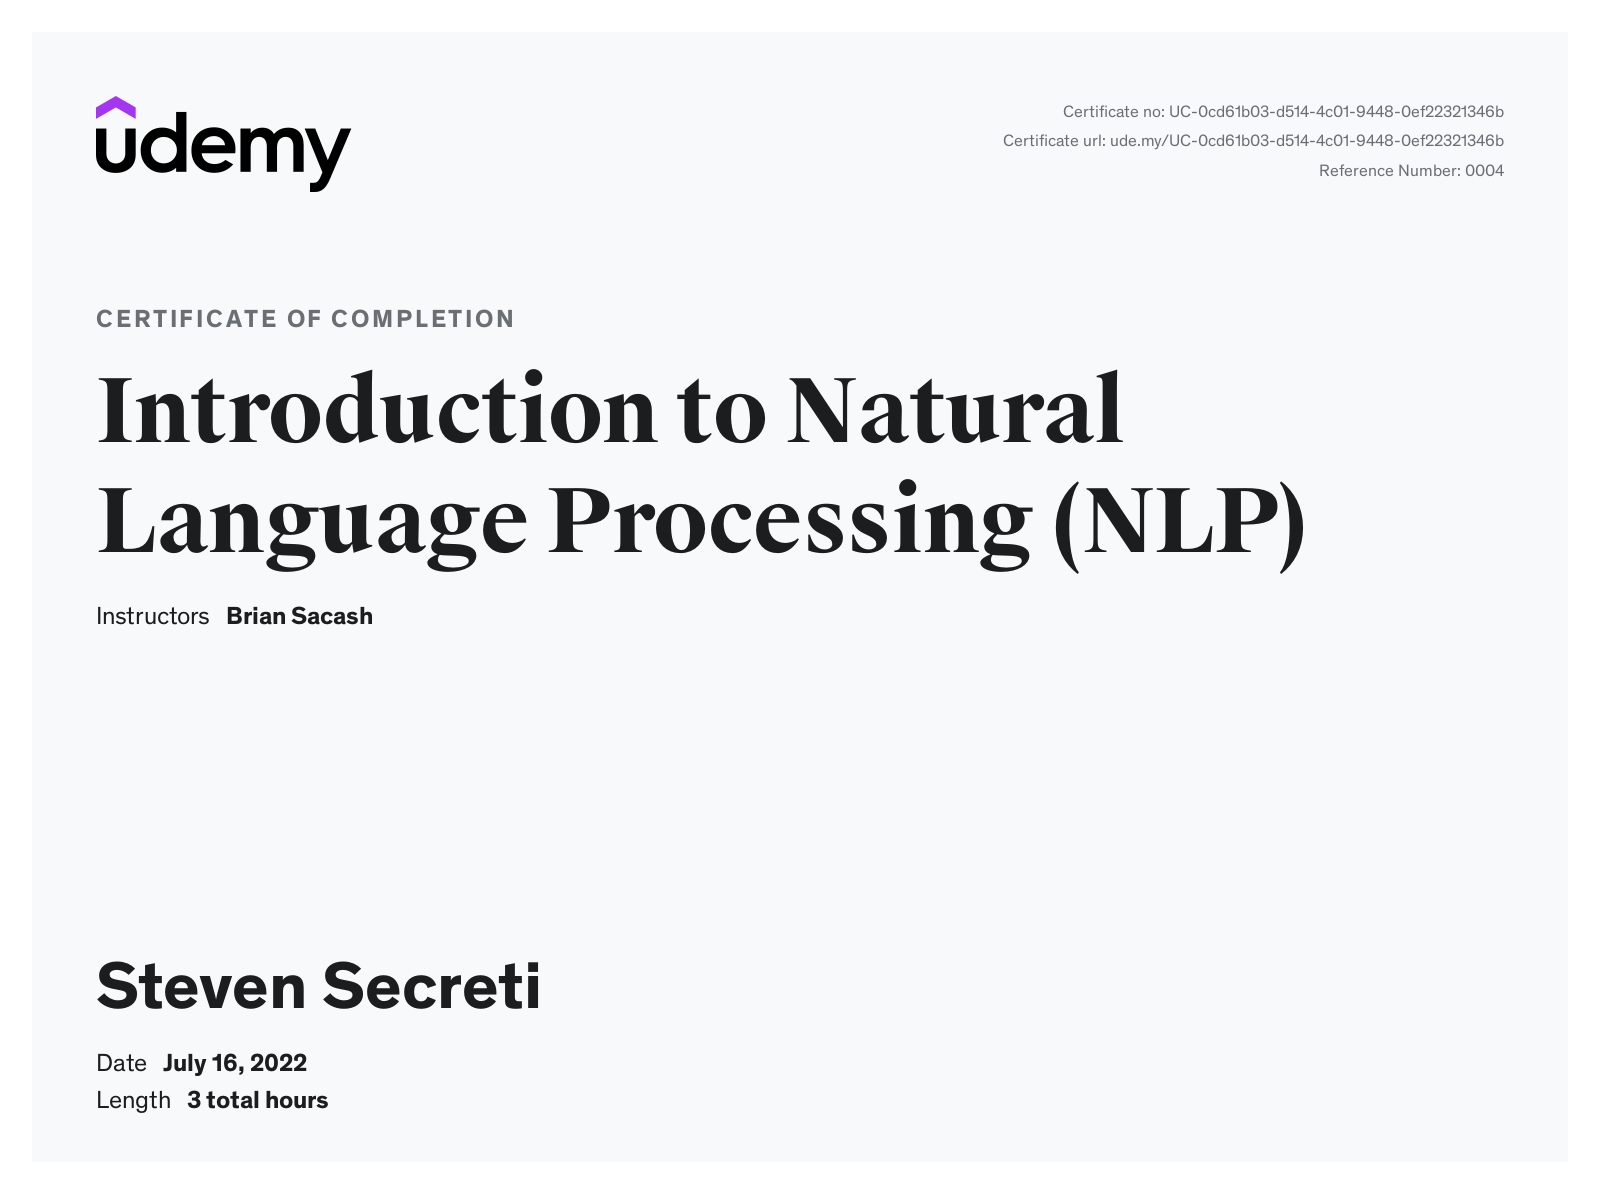 udemy
Certificate no: UC-0cd61b03-d514-4c01-9448-0ef22321346b
Certificate url: ude.my/UC-0cd61b03-d514-4c01-9448-0ef22321346b
Reference Number: 0004
CERTIFICATE OF COMPLETION
Introduction to Natural
Language Processing (NLP)
Instructors Brian Sacash
Steven Secreti
Date July 16, 2022
Length 3 total hours